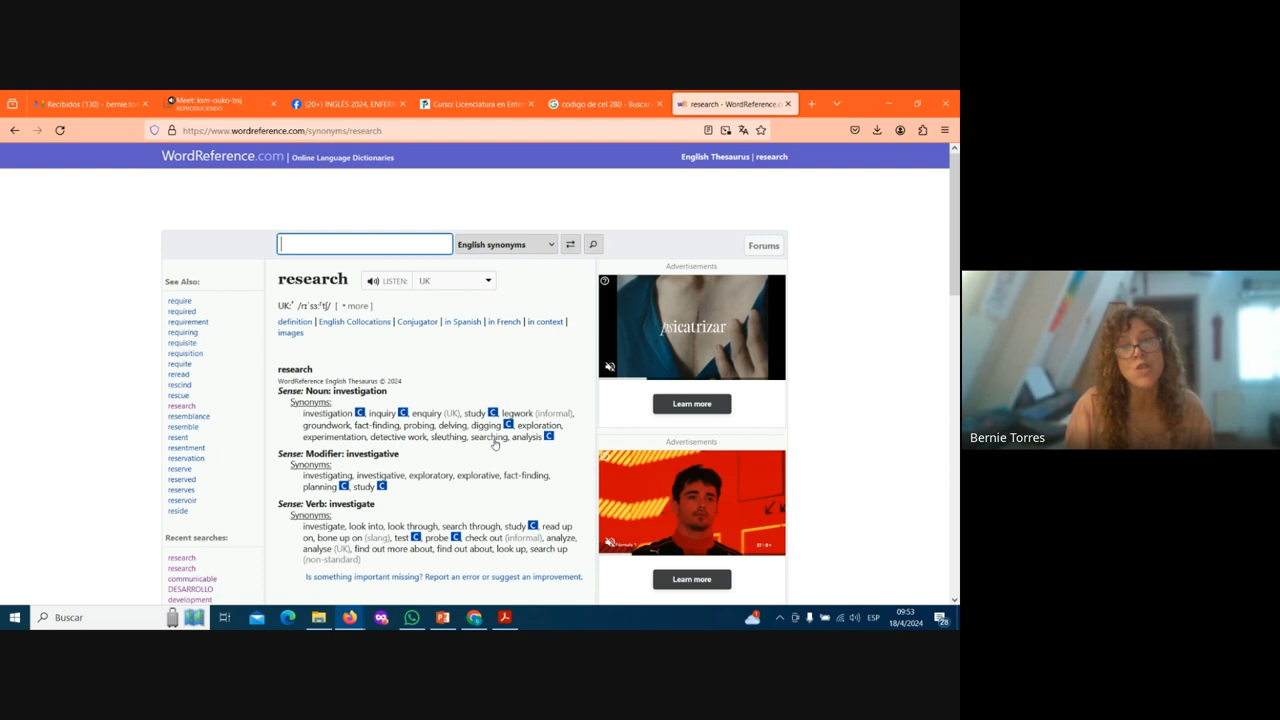 Recibidos (130) - bernie.tor
Meet: iom-ouko-bsj
REPRODUCIENDO
(20+) INGLÉS 2024, ENFERM
Curso: Licenciatura en Enfer
codigo de cel 280 - Buscar
research - WordReference.c
https://www.wordreference.com/synonyms/research
WordReference.com | Online Language Dictionaries
English Thesaurus | research
English synonyms
Forums
See Also:
require
required
requirement
requiring
requisite
requisition
requite
reread
rescind
rescue
research
resemblance
resemble
resent
resentment
reservation
reserve
reserved
reserves
reservoir
reside
Recent searches:
research
research
communicable
DESARROLLO
development
research
LISTEN:
UK
[ + more ]
definition | English Collocations | Conjugator | in Spanish | in French | in context |
images
research
WordReference English Thesaurus © 2024
Sense: Noun: investigation
Synonyms:
investigation C, inquiry C, enquiry (UK), study C, legwork (informal),
groundwork, fact-finding, probing, delving, digging C, exploration,
experimentation, detective work, sleuthing, searching, analysis C
Sense: Modifier: investigative
Synonyms:
investigating, investigative, exploratory, explorative, fact-finding,
planning C, study C
Sense: Verb: investigate
Synonyms:
investigate, look into, look through, search through, study C, read up
on, bone up on (slang), test C, probe C, check out (informal), analyze,
analyse (UK), find out more about, find out about, look up, search up
(non-standard)
Is something important missing? Report an error or suggest an improvement.
Advertisements
Learn more
Advertisements
Learn more
Bernie Torres
Buscar
ESP
09:53
18/4/2024
28